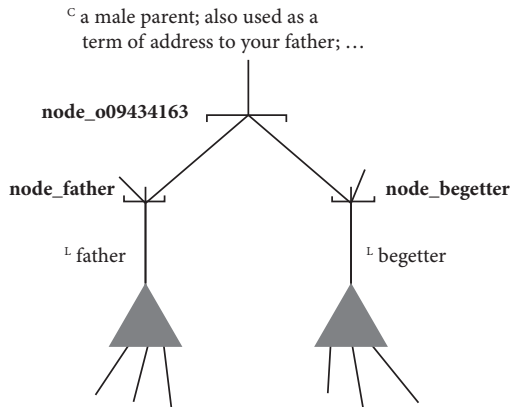 C a male parent; also used as a
term of address to your father; …
node_o09434163
node_father
node_begetter
L father
L begetter